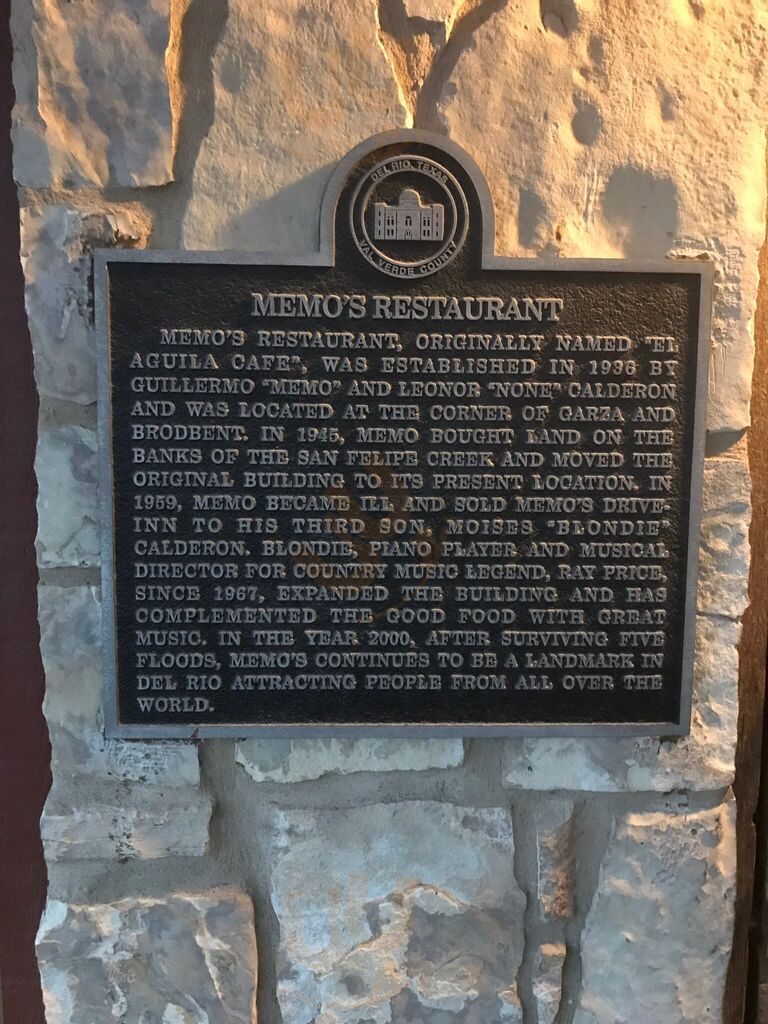 DEL RIO, TEXAS
VAL VERDE COUNTY
MEMO'S RESTAURANT
MEMO'S RESTAURANT, ORIGINALLY NAMED "EL
AGUILA CAFE", WAS ESTABLISHED IN 1936 BY
GUILLERMO "MEMO" AND LEONOR "NONE" CALDERON
AND WAS LOCATED AT THE CORNER OF GARZA AND
BRODBENT. IN 1945, MEMO BOUGHT LAND ON THE
BANKS OF THE SAN FELIPE CREEK AND MOVED THE
ORIGINAL BUILDING TO ITS PRESENT LOCATION. IN
1959, MEMO BECAME ILL AND SOLD MEMO'S DRIVE-
INN TO HIS THIRD SON, MOISES "BLONDIE"
CALDERON. BLONDIE, PIANO PLAYER AND MUSICAL
DIRECTOR FOR COUNTRY MUSIC LEGEND, RAY PRICE,
SINCE 1967, EXPANDED THE BUILDING AND HAS
COMPLEMENTED THE GOOD FOOD WITH GREAT
MUSIC. IN THE YEAR 2000, AFTER SURVIVING FIVE
FLOODS, MEMO'S CONTINUES TO BE A LANDMARK IN
DEL RIO ATTRACTING PEOPLE FROM ALL OVER THE
WORLD.